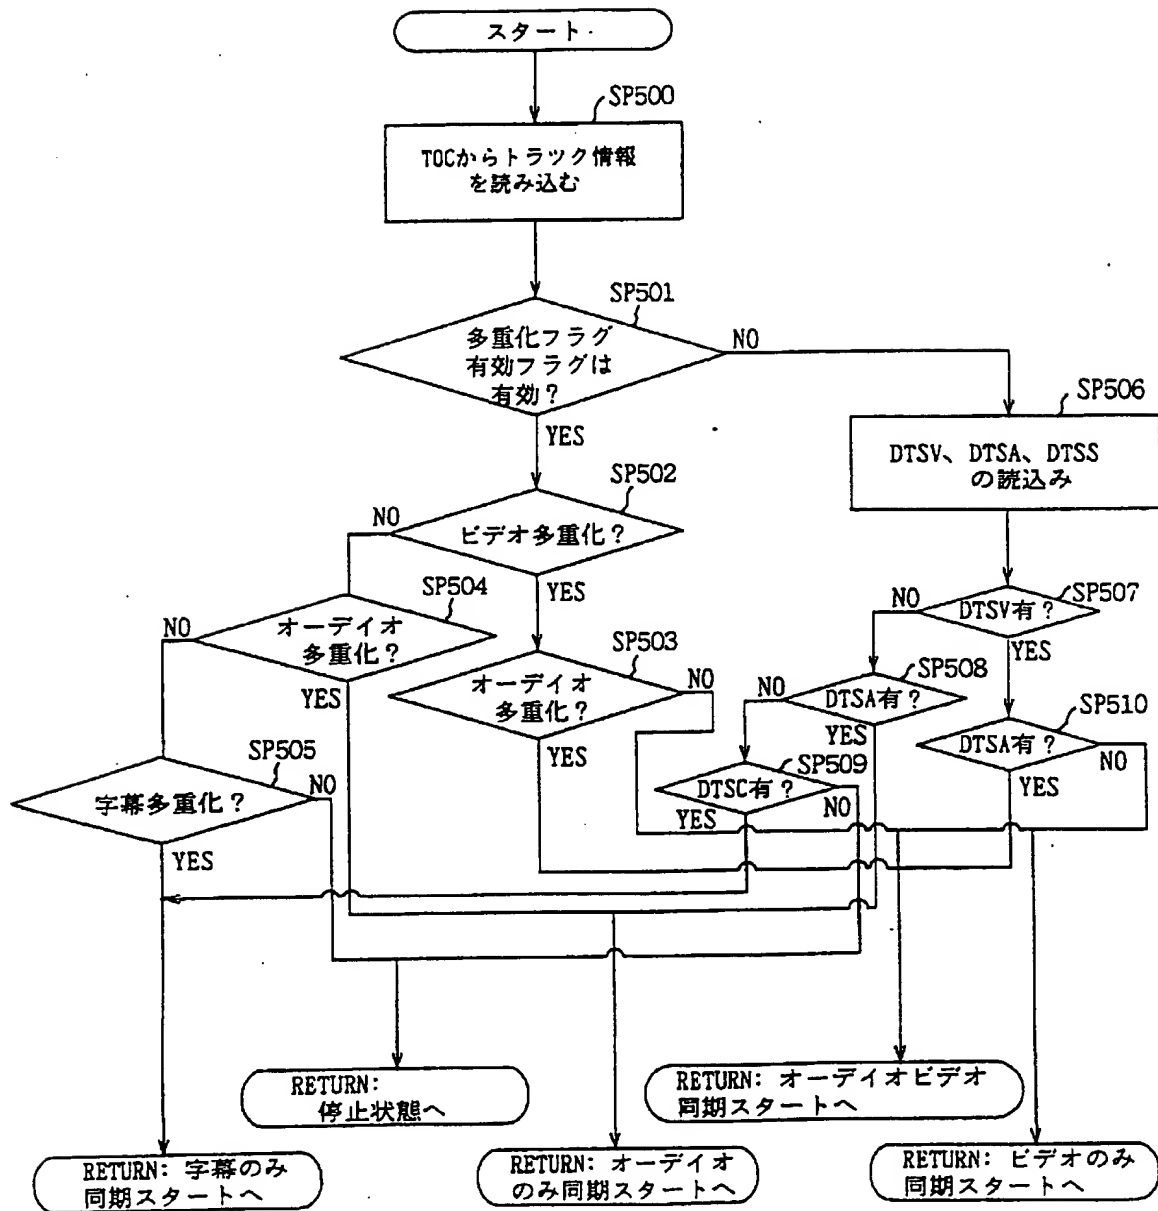 スタート
SP500
TOCからトラツク情報
を読み込む
SP501
多重化フラグ
有効フラグは
有効?
NO
YES
SP506
DTSV、DTSA、DTSS
の読込み
SP502
NO
ビデオ多重化?
YES
SP504
NO
オーデイオ
多重化?
YES
SP503
オーデイオ
多重化?
NO
YES
SP507
NO
DTSV有?
YES
SP508
NO
DTSA有?
YES
SP510
DTSA有?
NO
YES
SP505
字幕多重化?
NO
YES
SP509
DTSC有?
YES
NO
RETURN:
停止状態へ
RETURN: オーデイオビデオ
同期スタートへ
RETURN: 字幕のみ
同期スタートへ
RETURN: オーデイオ
のみ同期スタートへ
RETURN: ビデオのみ
同期スタートへ